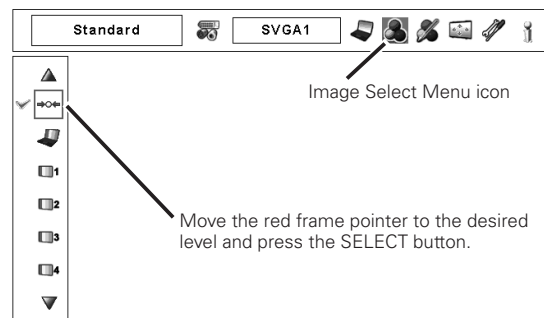 Standard
SVGA1
Image Select Menu icon
1
2
Move the red frame pointer to the desired
level and press the SELECT button.
3
4